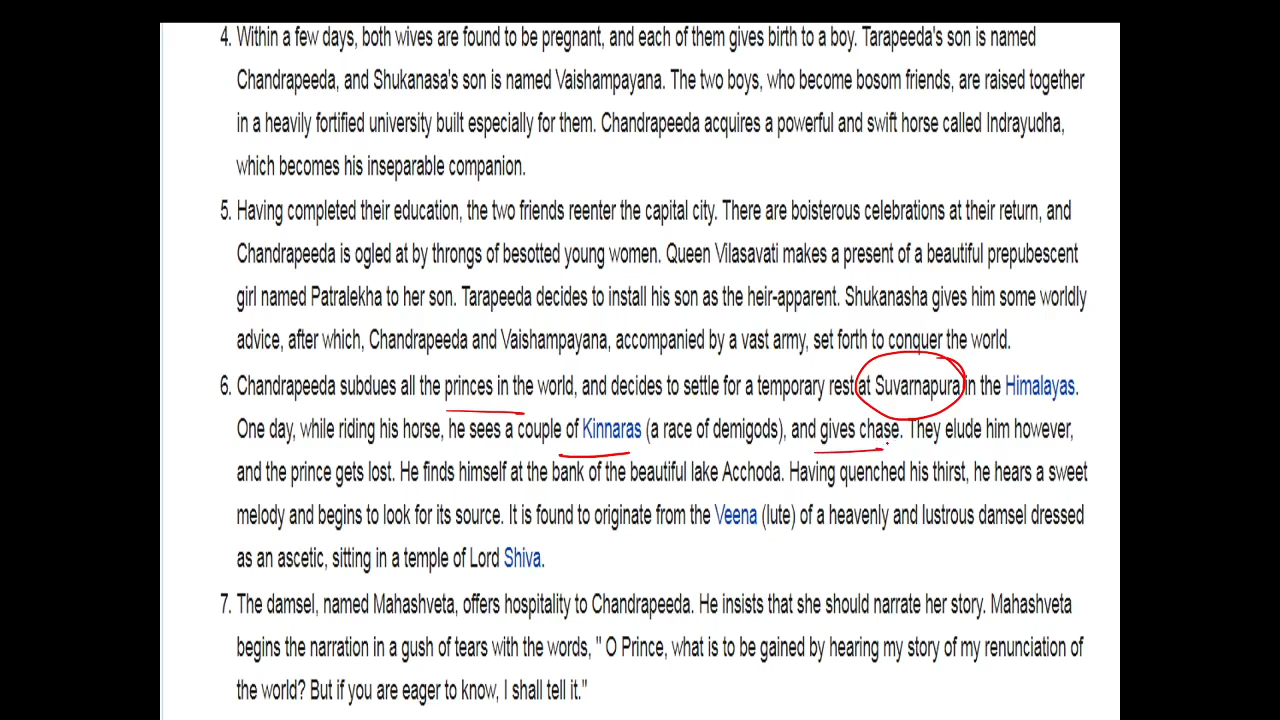 4. Within a few days, both wives are found to be pregnant, and each of them gives birth to a boy. Tarapeeda's son is named
Chandrapeeda, and Shukanasa's son is named Vaishampayana. The two boys, who become bosom friends, are raised together
in a heavily fortified university built especially for them. Chandrapeeda acquires a powerful and swift horse called Indrayudha,
which becomes his inseparable companion.
5. Having completed their education, the two friends reenter the capital city. There are boisterous celebrations at their return, and
Chandrapeeda is ogled at by throngs of besotted young women. Queen Vilasavati makes a present of a beautiful prepubescent
girl named Patralekha to her son. Tarapeeda decides to install his son as the heir-apparent. Shukanasha gives him some worldly
advice, after which, Chandrapeeda and Vaishampayana, accompanied by a vast army, set forth to conquer the world.
6. Chandrapeeda subdues all the princes in the world, and decides to settle for a temporary rest at Suvarnapura in the Himalayas.
One day, while riding his horse, he sees a couple of Kinnaras (a race of demigods), and gives chase. They elude him however,
and the prince gets lost. He finds himself at the bank of the beautiful lake Acchoda. Having quenched his thirst, he hears a sweet
melody and begins to look for its source. It is found to originate from the Veena (lute) of a heavenly and lustrous damsel dressed
as an ascetic, sitting in a temple of Lord Shiva.
7. The damsel, named Mahashveta, offers hospitality to Chandrapeeda. He insists that she should narrate her story. Mahashveta
begins the narration in a gush of tears with the words, " O Prince, what is to be gained by hearing my story of my renunciation of
the world? But if you are eager to know, I shall tell it."